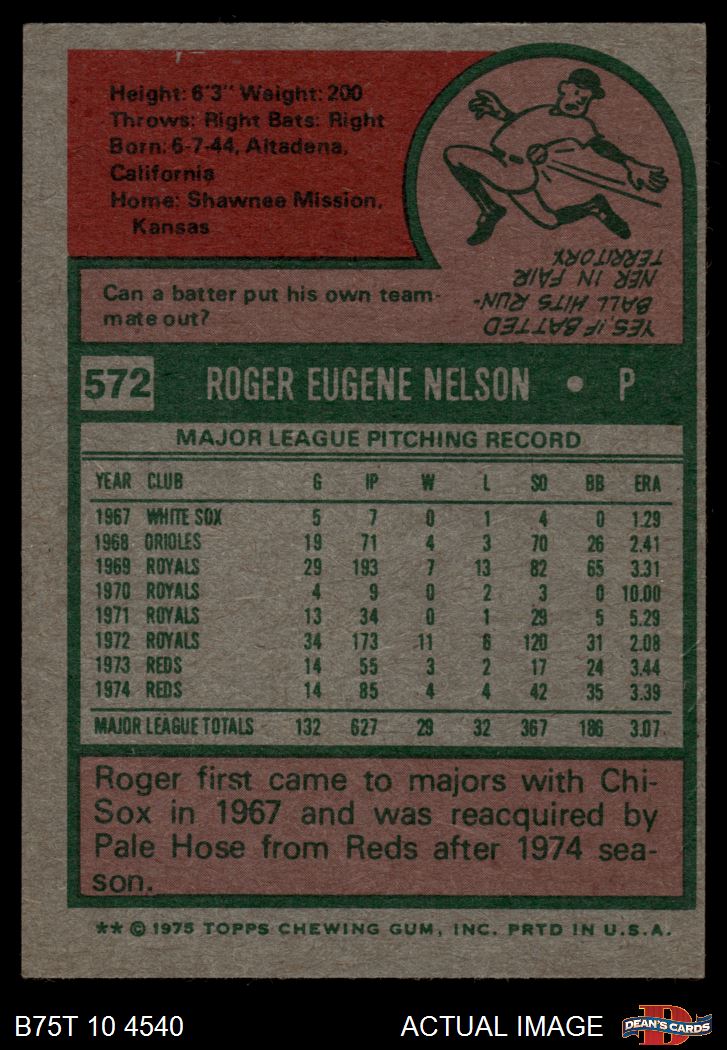 Height: 6'3" Weight: 200
Throws: Right Bats: Right
Born: 6-7-44, Altadena,
California
Home: Shawnee Mission,
Kansas
Can a batter put his own team-
mate out?
YES, IF BATTED
BALL HITS RUN-
NER IN FAIR
TERRITORY
572 ROGER EUGENE NELSON • P
MAJOR LEAGUE PITCHING RECORD
YEAR CLUB G IP W L SO BB ERA
1967 WHITE SOX 5 7 0 1 4 0 1.29
1968 ORIOLES 19 71 4 3 70 26 2.41
1969 ROYALS 29 193 7 13 82 65 3.31
1970 ROYALS 4 9 0 2 3 0 10.00
1971 ROYALS 13 34 0 1 29 5 5.29
1972 ROYALS 34 173 11 6 120 31 2.08
1973 REDS 14 55 3 2 17 24 3.44
1974 REDS 14 85 4 4 42 35 3.39
MAJOR LEAGUE TOTALS 132 627 29 32 367 186 3.07
Roger first came to majors with Chi-
Sox in 1967 and was reacquired by
Pale Hose from Reds after 1974 sea-
son.
** © 1975 TOPPS CHEWING GUM, INC. PRTD IN U.S.A.
B75T 10 4540 ACTUAL IMAGE D DEAN'S CARDS